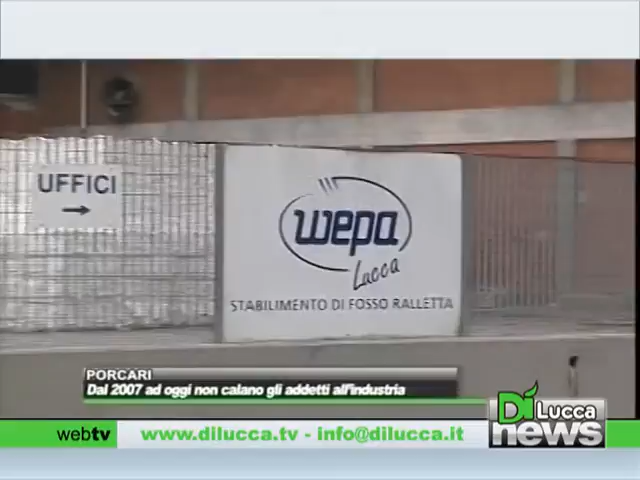 UFFICI
wepa
Lucca
STABILIMENTO DI FOSSO RALLETTA
PORCARI
Dal 2007 ad oggi non calano gli addetti all'industria
webtv
www.dilucca.tv - info@dilucca.it
Di Lucca
news